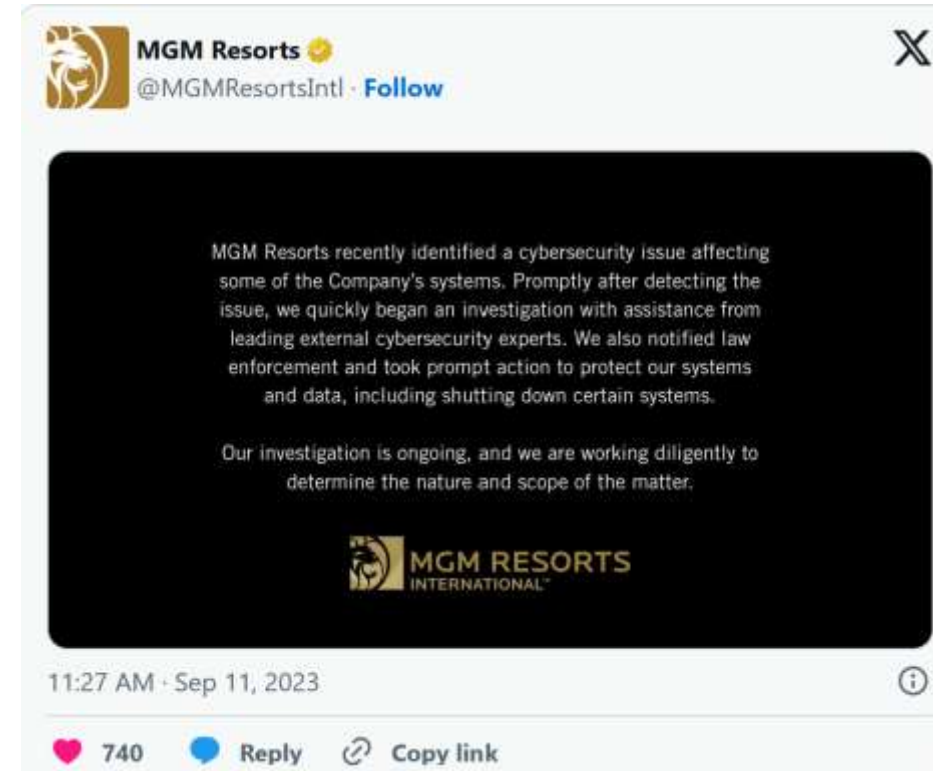 MGM Resorts
@MGMResortsIntl · Follow
MGM Resorts recently identified a cybersecurity issue affecting
some of the Company's systems. Promptly after detecting the
issue, we quickly began an investigation with assistance from
leading external cybersecurity experts. We also notified law
enforcement and took prompt action to protect our systems
and data, including shutting down certain systems.
Our investigation is ongoing, and we are working diligently to
determine the nature and scope of the matter.
MGM RESORTS
INTERNATIONAL™
11:27 AM · Sep 11, 2023
740 Reply Copy link